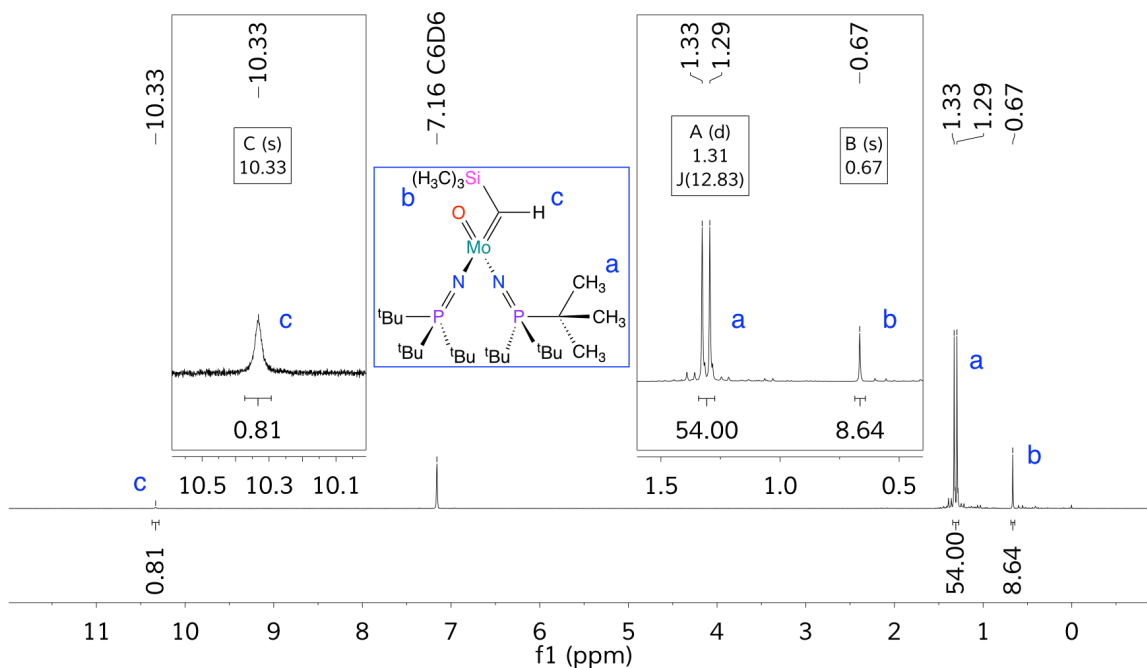 10.33
10.33
C (s)
10.33
c
0.81
10.5 10.3 10.1
7.16 C6D6
b
(H₃C)₃Si
c
O
H
Mo
a
N N
CH₃
ᵗBu P P CH₃
CH₃
ᵗBu ᵗBu ᵗBu ᵗBu
1.33
1.29
0.67
A (d)
1.31
J(12.83)
B (s)
0.67
a
b
54.00
8.64
1.5 1.0 0.5
1.33
1.29
0.67
a
b
c
0.81
54.00
8.64
11 10 9 8 7 6 5 4 3 2 1 0
f1 (ppm)